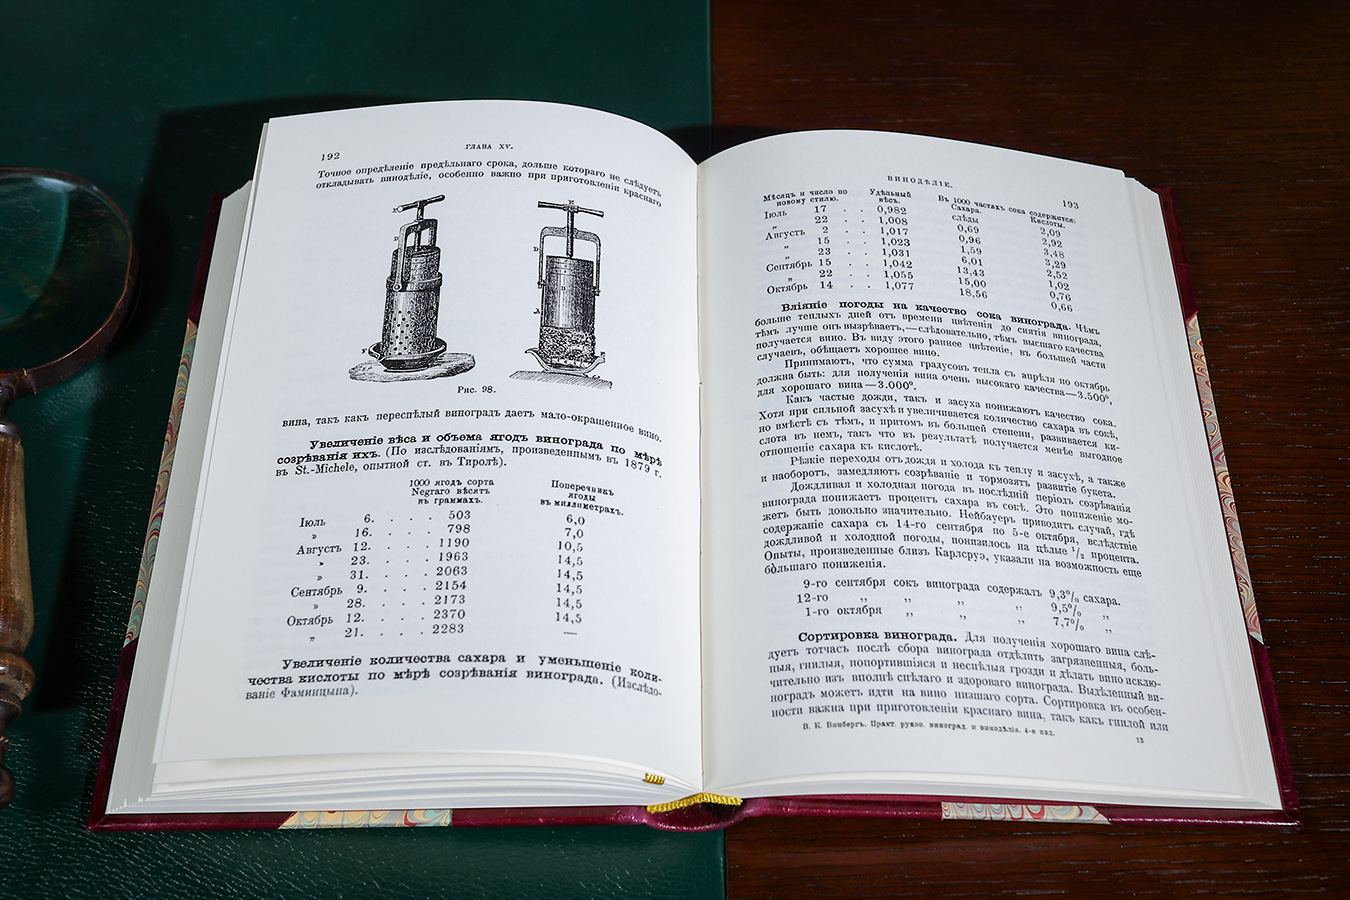 192
ГЛАВА XV.
Точное опредѣленіе предѣльнаго срока, дольше котораго не слѣдуетъ
откладывать винодѣліе, особенно важно при приготовленіи краснаго
Рис. 98.
вина, такъ какъ переспѣлый виноградъ даетъ мало-окрашенное вино.
Увеличеніе вѣса и объема ягодъ винограда по мѣрѣ
созрѣванія ихъ. (По изслѣдованіямъ, произведеннымъ въ 1879 г.
въ St.-Michele, опытной ст. въ Тиролѣ).
1000 ягодъ сорта Поперечникъ
Negraro вѣсятъ ягоды
въ граммахъ. въ миллиметрахъ.
Іюль 6. . . . 503 6,0
„ 16. . . . 798 7,0
Августъ 12. . . . 1190 10,5
„ 23. . . . 1963 14,5
„ 31. . . . 2063 14,5
Сентябрь 9. . . . 2154 14,5
„ 28. . . . 2173 14,5
Октябрь 12. . . . 2370 14,5
„ 21. . . . 2283 —
Увеличеніе количества сахара и уменьшеніе коли-
чества кислоты по мѣрѣ созрѣванія винограда. (Изслѣдо-
ваніе Фаминцына).
ВИНОДѢЛІЕ.
193
Мѣсяцъ и число по Удѣльный Въ 1000 частяхъ сока содержится:
новому стилю. вѣсъ. Сахара. Кислоты.
Іюль 17 . . 0,982 слѣды 2,09
„ 22 . . 1,008 0,69 2,92
Августъ 2 . . 1,017 0,96 3,48
„ 15 . . 1,023 1,59 3,29
„ 23 . . 1,031 6,01 2,52
Сентябрь 15 . . 1,042 13,43 1,02
„ 22 . . 1,055 15,00 0,76
Октябрь 14 . . 1,077 18,56 0,66
Вліяніе погоды на качество сока винограда. Чѣмъ
больше теплыхъ дней отъ времени цвѣтенія до снятія винограда,
тѣмъ лучше онъ вызрѣваетъ,—слѣдовательно, тѣмъ высшаго качества
получается вино. Въ виду этого раннее цвѣтеніе, въ большей части
случаевъ, обѣщаетъ хорошее вино.
Принимаютъ, что сумма градусовъ тепла съ апрѣля по октябрь
должна быть: для полученія вина очень высокаго качества—3.500°,
для хорошаго вина—3.000°.
Какъ частые дожди, такъ и засуха понижаютъ качество сока.
Хотя при сильной засухѣ и увеличивается количество сахара въ сокѣ,
но вмѣстѣ съ тѣмъ, и притомъ въ большей степени, развивается ки-
слота въ немъ, такъ что въ результатѣ получается менѣе выгодное
отношеніе сахара къ кислотѣ.
Рѣзкіе переходы отъ дождя и холода къ теплу и засухѣ, а также
и наоборотъ, замедляютъ созрѣваніе и тормозятъ развитіе букета.
Дождливая и холодная погода въ послѣдній періодъ созрѣванія
винограда понижаетъ процентъ сахара въ сокѣ. Это пониженіе мо-
жетъ быть довольно значительно. Нейбауеръ приводитъ случай, гдѣ
содержаніе сахара съ 14-го сентября по 5-е октября, вслѣдствіе
дождливой и холодной погоды, понизилось на цѣлые ½ процента.
Опыты, произведенные близъ Карлсруэ, указали на возможность еще
бо̀льшаго пониженія.
9-го сентября сокъ винограда содержалъ 9,3% сахара.
12-го „ „ „ „ 9,5% „
1-го октября „ „ „ 7,7% „
Сортировка винограда. Для полученія хорошаго вина слѣ-
дуетъ тотчасъ послѣ сбора винограда отдѣлить загрязненныя, боль-
ныя, гнилыя, попортившіяся и неспѣлыя грозди и дѣлать вино исклю-
чительно изъ вполнѣ спѣлаго и здороваго винограда. Выдѣленный ви-
ноградъ можетъ идти на вино низшаго сорта. Сортировка въ особен-
ности важна при приготовленіи краснаго вина, такъ какъ гнилой или
В. К. Винбергъ. Практ. руков. виноград. и винодѣлія. 4-е изд.
13